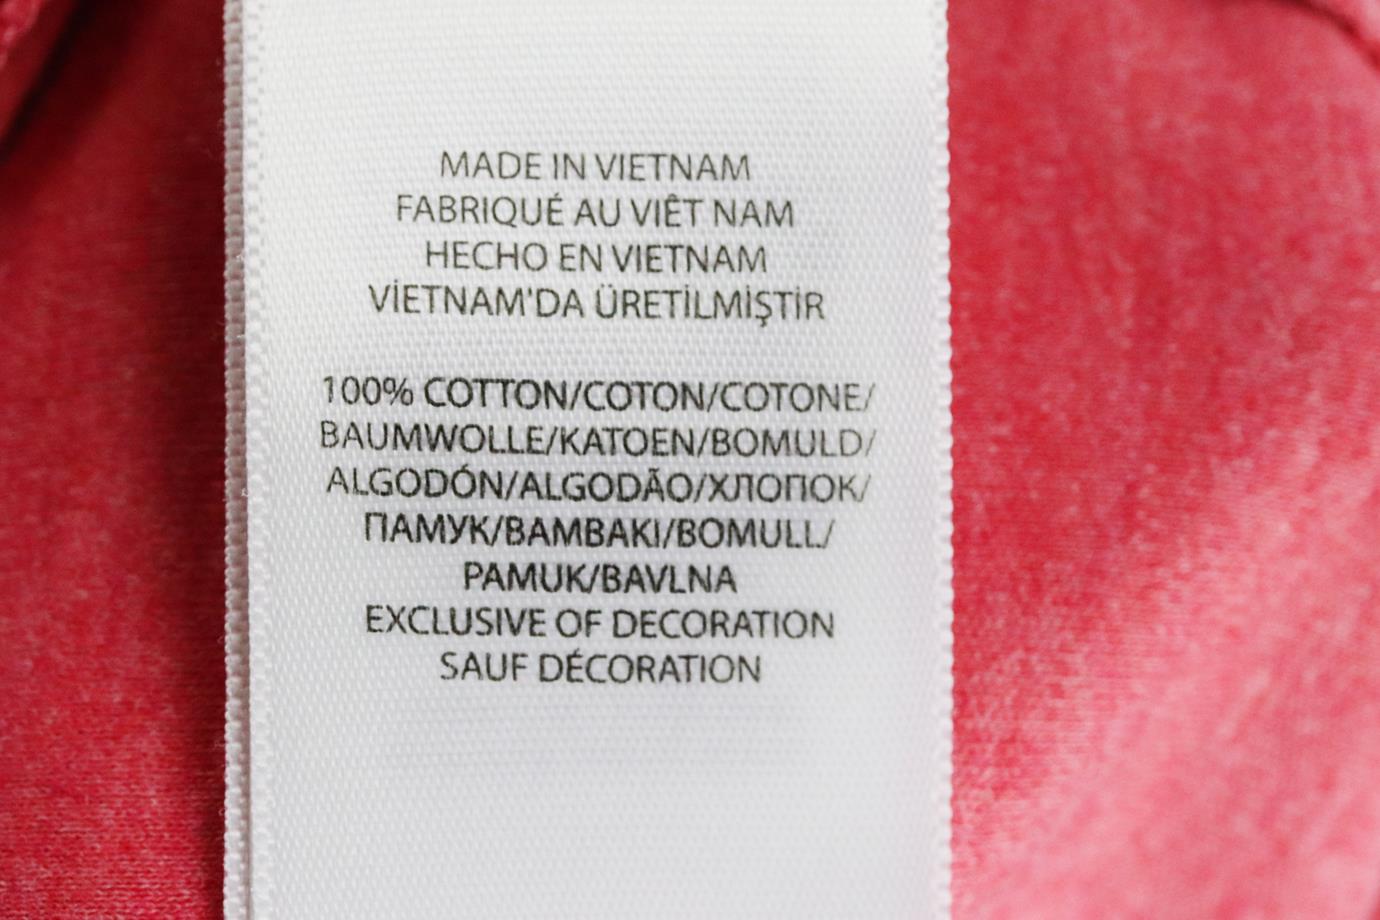 MADE IN VIETNAM
FABRIQUÉ AU VIÊT NAM
HECHO EN VIETNAM
VİETNAM'DA ÜRETİLMİŞTİR
100% COTTON/COTON/COTONE/
BAUMWOLLE/KATOEN/BOMULD/
ALGODÓN/ALGODÃO/ХЛОПОК/
ПАМУК/BAMBAKI/BOMULL/
PAMUK/BAVLNA
EXCLUSIVE OF DECORATION
SAUF DÉCORATION